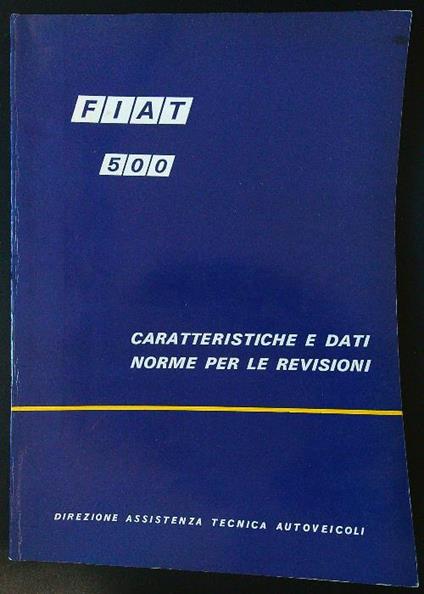 FIAT
500
CARATTERISTICHE E DATI
NORME PER LE REVISIONI
DIREZIONE ASSISTENZA TECNICA AUTOVEICOLI